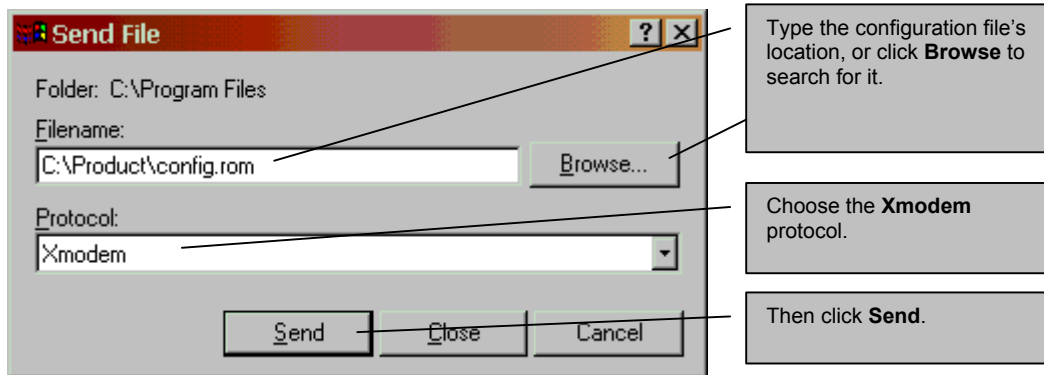 Send File
Folder: C:\Program Files
Filename:
C:\Product\config.rom
Browse...
Protocol:
Xmodem
Send
Close
Cancel
Type the configuration file's
location, or click Browse to
search for it.
Choose the Xmodem
protocol.
Then click Send.